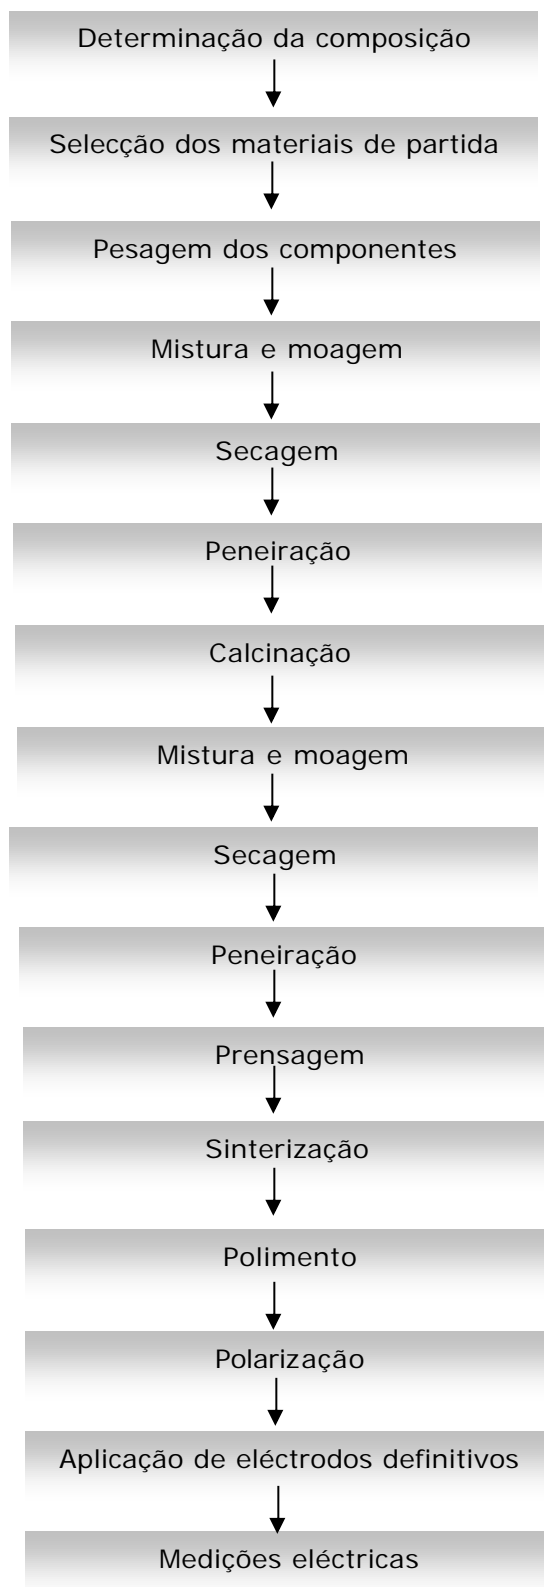 Determinação da composição
Selecção dos materiais de partida
Pesagem dos componentes
Mistura e moagem
Secagem
Peneiração
Calcinação
Mistura e moagem
Secagem
Peneiração
Prensagem
Sinterização
Polimento
Polarização
Aplicação de eléctrodos definitivos
Medições eléctricas